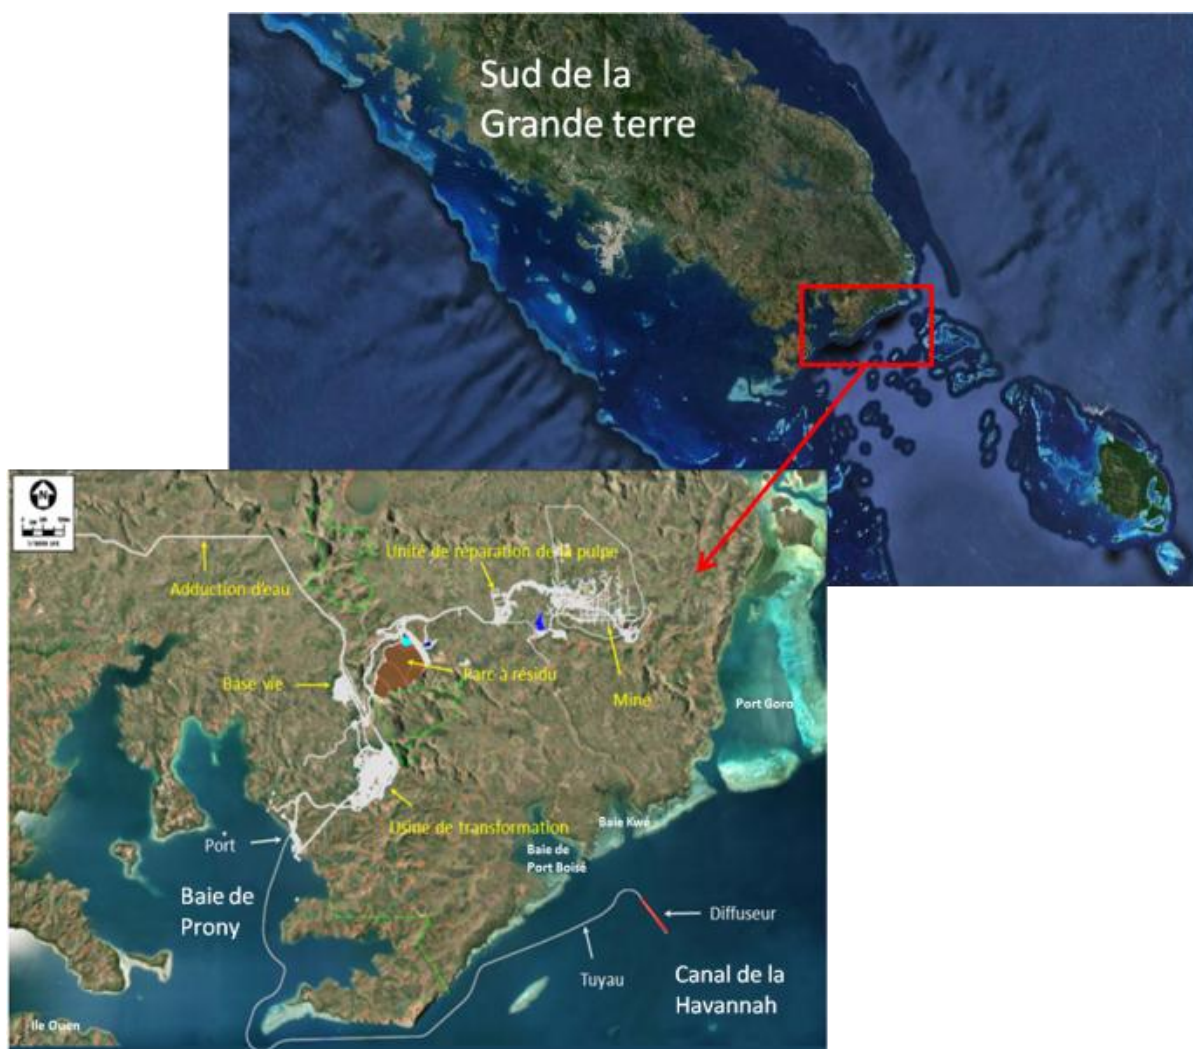 Sud de la
Grande terre
N
Unité de réparation de la pulpe
Adduction d'eau
Base vie
Parc à résidu
Mine
Port Goro
Usine de transformation
Baie Kwé
Port
Baie de
Port Boisé
Baie de
Prony
Diffuseur
Tuyau
Canal de la
Havannah
Ile Ouen